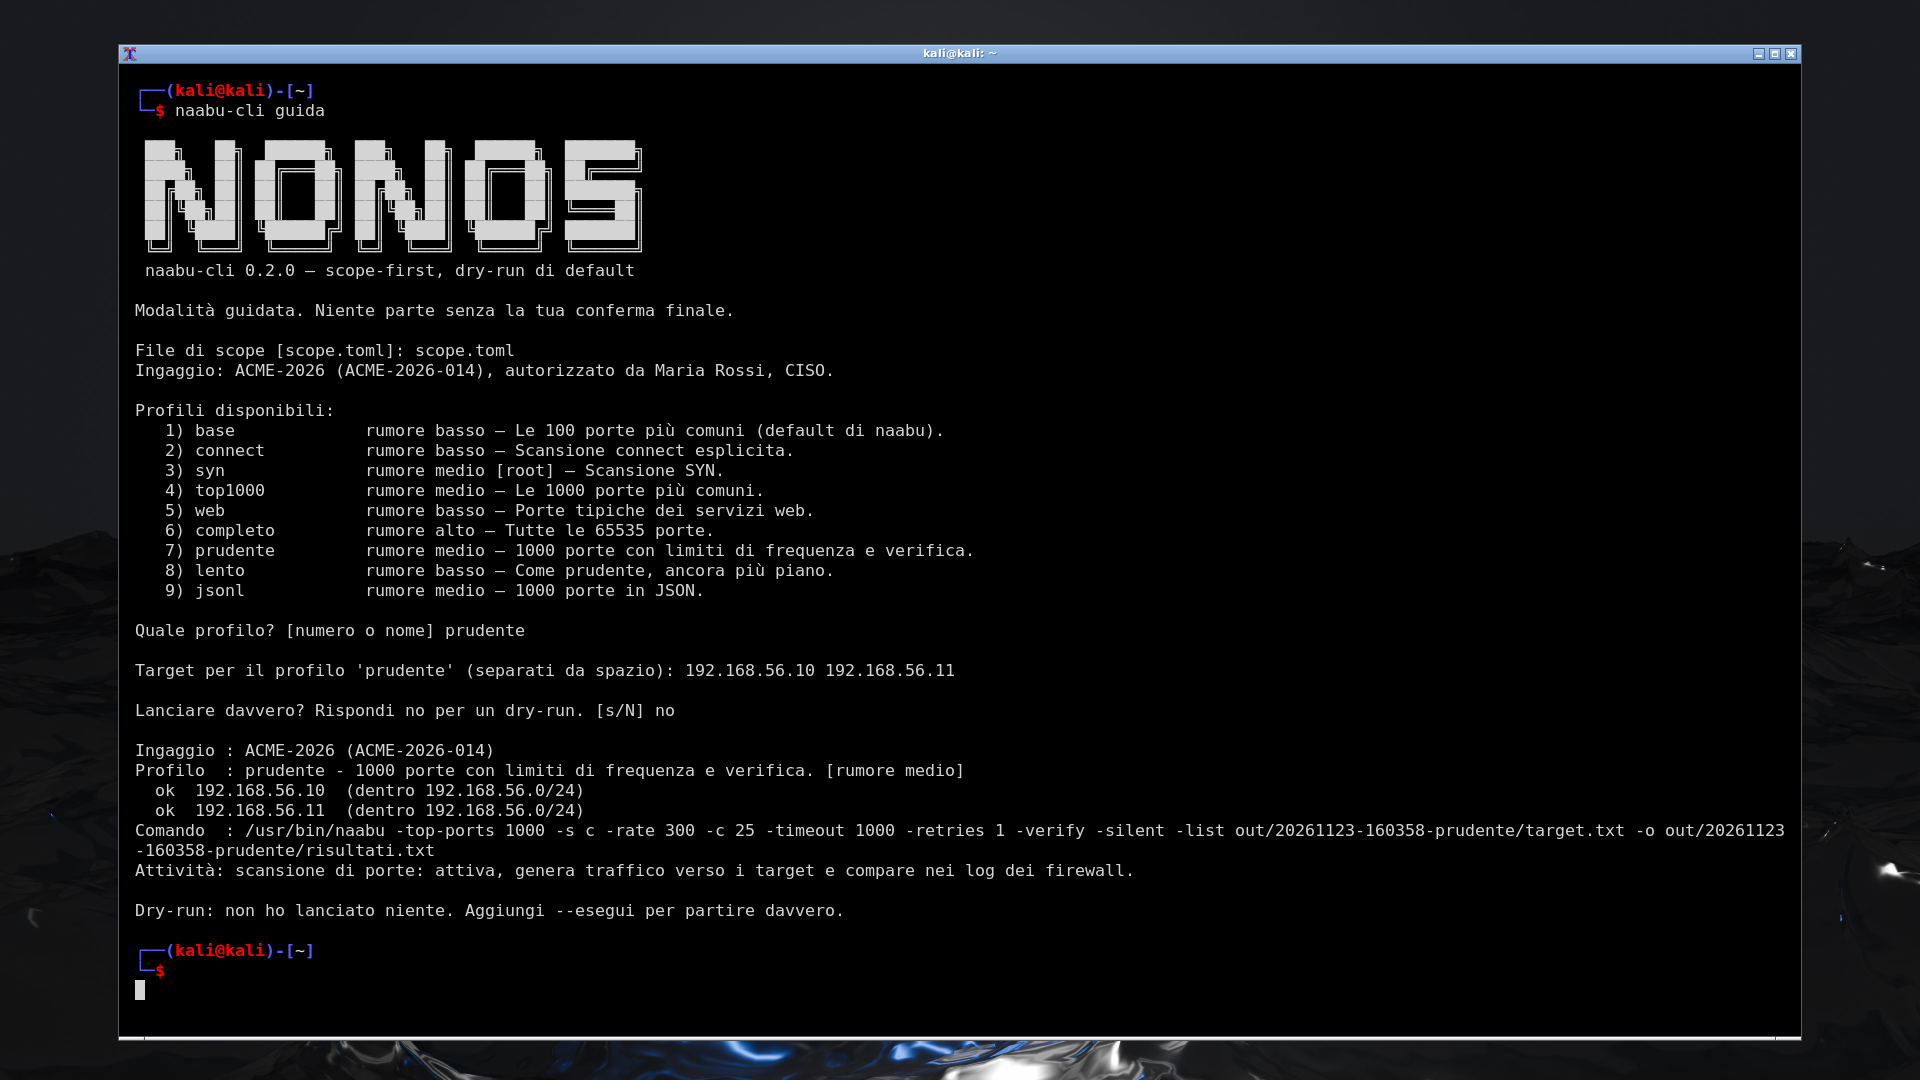 kali@kali: ~
┌──(kali@kali)-[~]
└─$ naabu-cli guida
NONOS
naabu-cli 0.2.0 — scope-first, dry-run di default
Modalità guidata. Niente parte senza la tua conferma finale.
File di scope [scope.toml]: scope.toml
Ingaggio: ACME-2026 (ACME-2026-014), autorizzato da Maria Rossi, CISO.
Profili disponibili:
1) base rumore basso — Le 100 porte più comuni (default di naabu).
2) connect rumore basso — Scansione connect esplicita.
3) syn rumore medio [root] — Scansione SYN.
4) top1000 rumore medio — Le 1000 porte più comuni.
5) web rumore basso — Porte tipiche dei servizi web.
6) completo rumore alto — Tutte le 65535 porte.
7) prudente rumore medio — 1000 porte con limiti di frequenza e verifica.
8) lento rumore basso — Come prudente, ancora più piano.
9) jsonl rumore medio — 1000 porte in JSON.
Quale profilo? [numero o nome] prudente
Target per il profilo 'prudente' (separati da spazio): 192.168.56.10 192.168.56.11
Lanciare davvero? Rispondi no per un dry-run. [s/N] no
Ingaggio : ACME-2026 (ACME-2026-014)
Profilo  : prudente - 1000 porte con limiti di frequenza e verifica. [rumore medio]
ok  192.168.56.10  (dentro 192.168.56.0/24)
ok  192.168.56.11  (dentro 192.168.56.0/24)
Comando  : /usr/bin/naabu -top-ports 1000 -s c -rate 300 -c 25 -timeout 1000 -retries 1 -verify -silent -list out/20261123-160358-prudente/target.txt -o out/20261123
-160358-prudente/risultati.txt
Attività: scansione di porte: attiva, genera traffico verso i target e compare nei log dei firewall.
Dry-run: non ho lanciato niente. Aggiungi --esegui per partire davvero.
┌──(kali@kali)-[~]
└─$